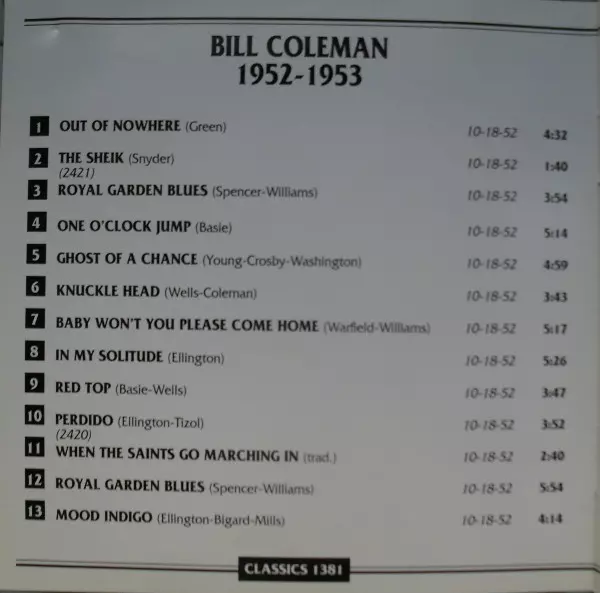 BILL COLEMAN
1952-1953
1 OUT OF NOWHERE (Green) 10-18-52 4:32
2 THE SHEIK (Snyder) 10-18-52 1:40
(2421)
3 ROYAL GARDEN BLUES (Spencer-Williams) 10-18-52 3:54
4 ONE O'CLOCK JUMP (Basie) 10-18-52 5:14
5 GHOST OF A CHANCE (Young-Crosby-Washington) 10-18-52 4:59
6 KNUCKLE HEAD (Wells-Coleman) 10-18-52 3:43
7 BABY WON'T YOU PLEASE COME HOME (Warfield-Williams) 10-18-52 5:17
8 IN MY SOLITUDE (Ellington) 10-18-52 5:26
9 RED TOP (Basie-Wells) 10-18-52 3:47
10 PERDIDO (Ellington-Tizol) 10-18-52 3:52
(2420)
11 WHEN THE SAINTS GO MARCHING IN (trad.) 10-18-52 2:40
12 ROYAL GARDEN BLUES (Spencer-Williams) 10-18-52 5:54
13 MOOD INDIGO (Ellington-Bigard-Mills) 10-18-52 4:14
CLASSICS 1381